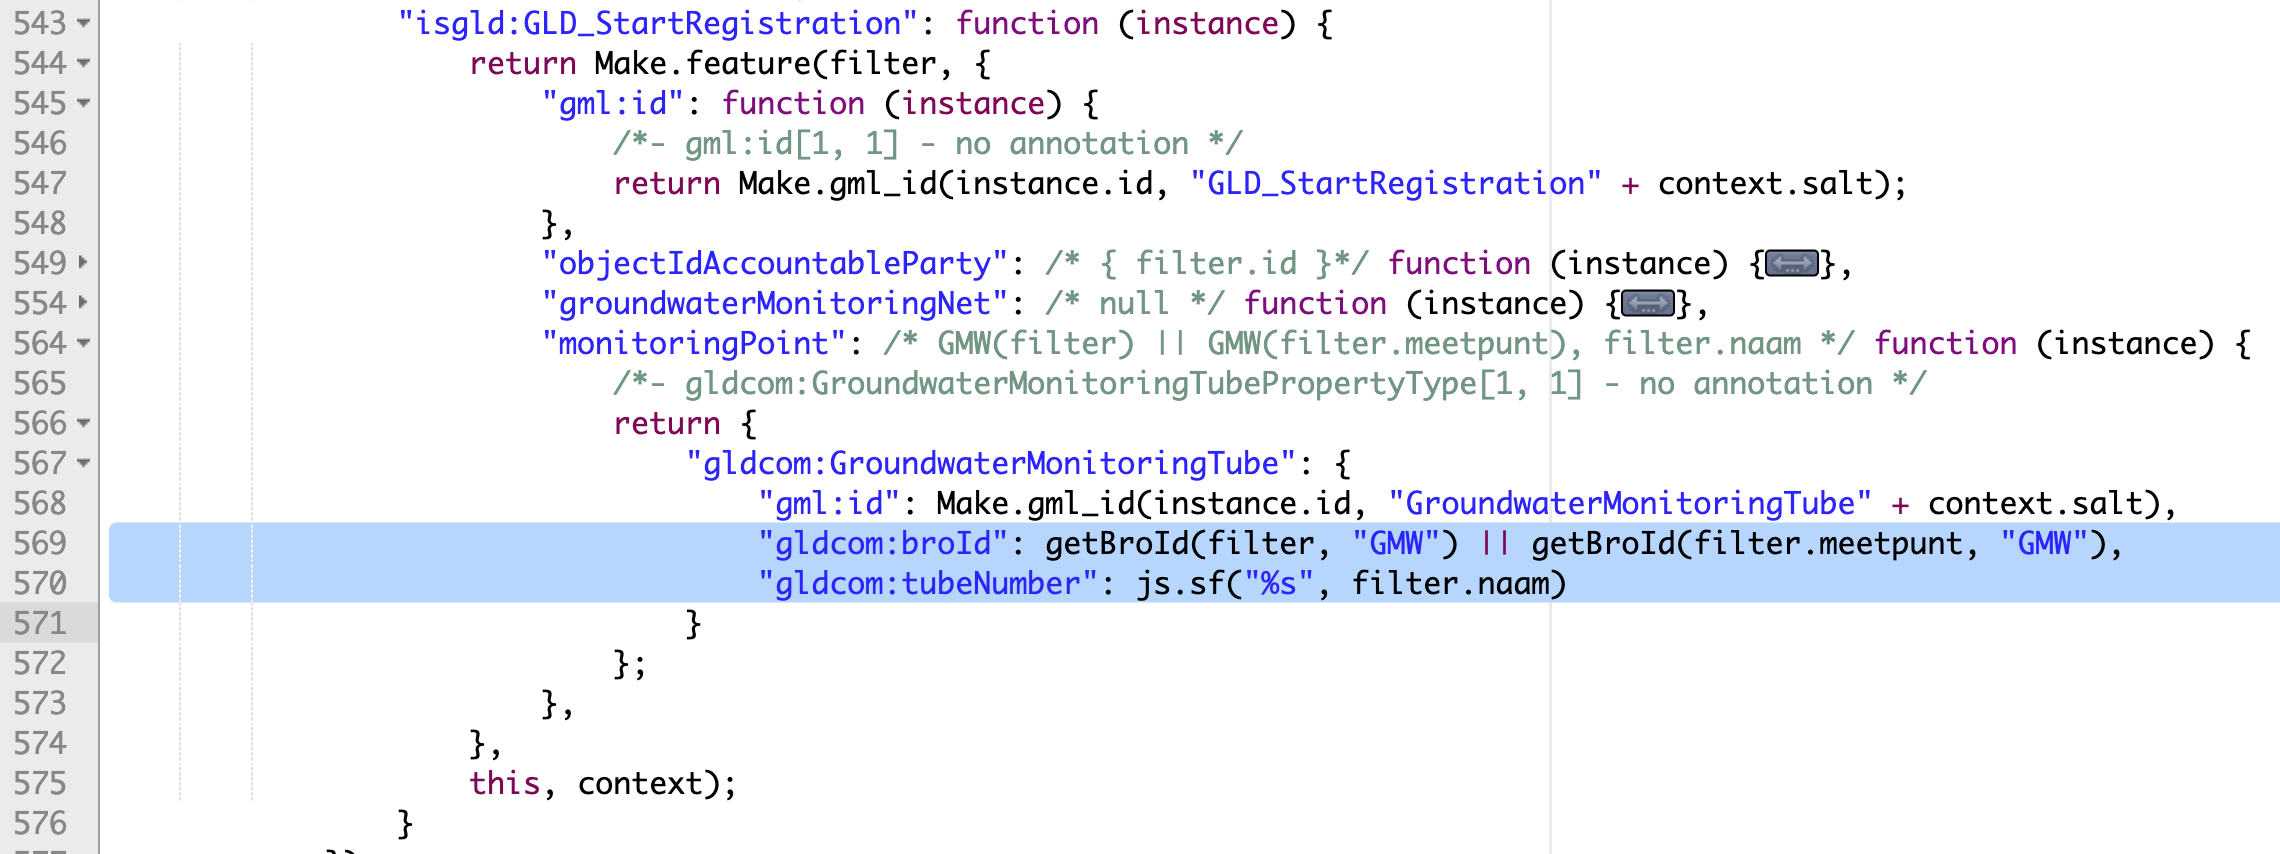 543 "isgld:GLD_StartRegistration": function (instance) {
544 return Make.feature(filter, {
545 "gml:id": function (instance) {
546 /*- gml:id[1, 1] - no annotation */
547 return Make.gml_id(instance.id, "GLD_StartRegistration" + context.salt);
548 },
549 "objectIdAccountableParty": /* { filter.id }*/ function (instance) {...},
554 "groundwaterMonitoringNet": /* null */ function (instance) {...},
564 "monitoringPoint": /* GMW(filter) || GMW(filter.meetpunt), filter.naam */ function (instance) {
565 /*- gldcom:GroundwaterMonitoringTubePropertyType[1, 1] - no annotation */
566 return {
567 "gldcom:GroundwaterMonitoringTube": {
568 "gml:id": Make.gml_id(instance.id, "GroundwaterMonitoringTube" + context.salt),
569 "gldcom:broId": getBroId(filter, "GMW") || getBroId(filter.meetpunt, "GMW"),
570 "gldcom:tubeNumber": js.sf("%s", filter.naam)
571 }
572 };
573 },
574 },
575 this, context);
576 }